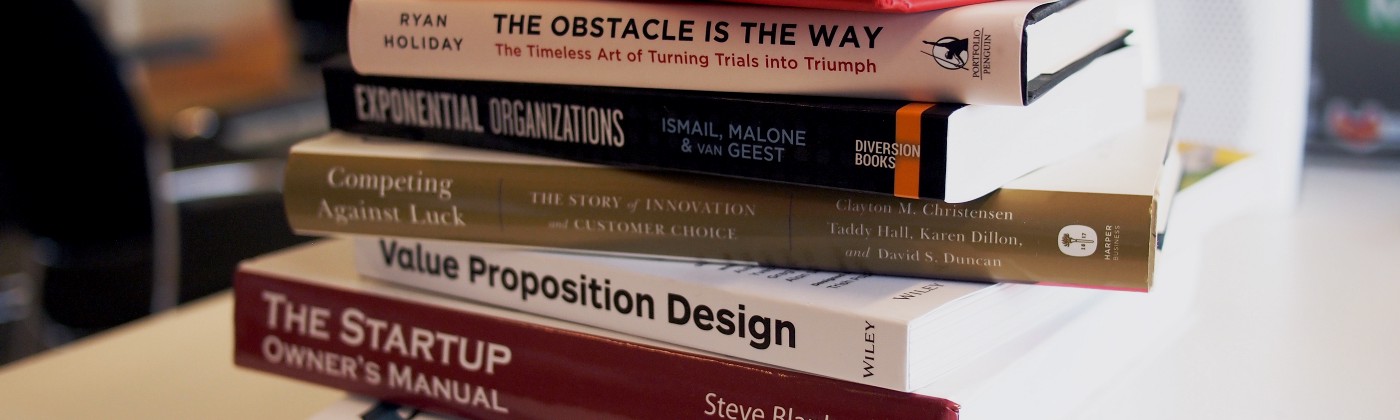 RYAN
HOLIDAY
THE OBSTACLE IS THE WAY
The Timeless Art of Turning Trials into Triumph
PORTFOLIO
PENGUIN
EXPONENTIAL ORGANIZATIONS
ISMAIL, MALONE
& VAN GEEST
DIVERSION
BOOKS
Competing
Against Luck
THE STORY of INNOVATION
and CUSTOMER CHOICE
Clayton M. Christensen
Taddy Hall, Karen Dillon,
and David S. Duncan
HARPER
BUSINESS
Value Proposition Design
WILEY
WILEY
THE STARTUP
OWNER'S MANUAL
Steve